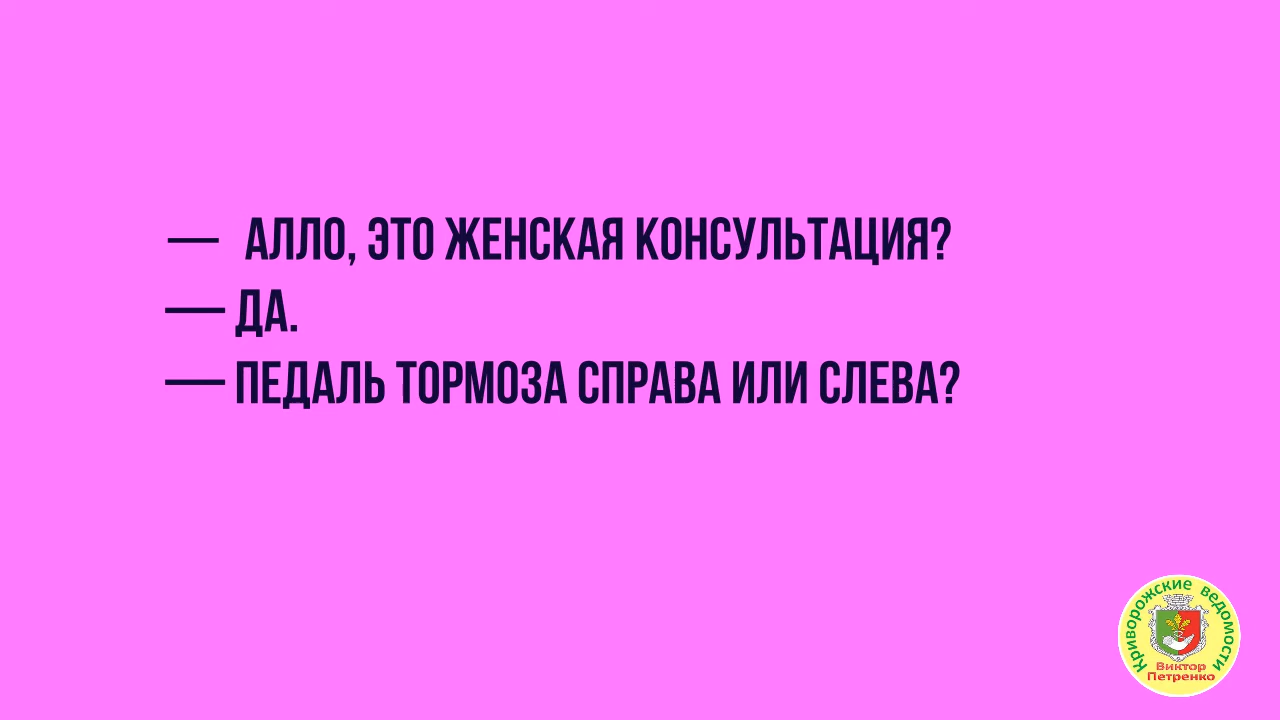 — АЛЛО, ЭТО ЖЕНСКАЯ КОНСУЛЬТАЦИЯ?
— ДА.
— ПЕДАЛЬ ТОРМОЗА СПРАВА ИЛИ СЛЕВА?
Криворожские ведомости
Виктор
Петренко